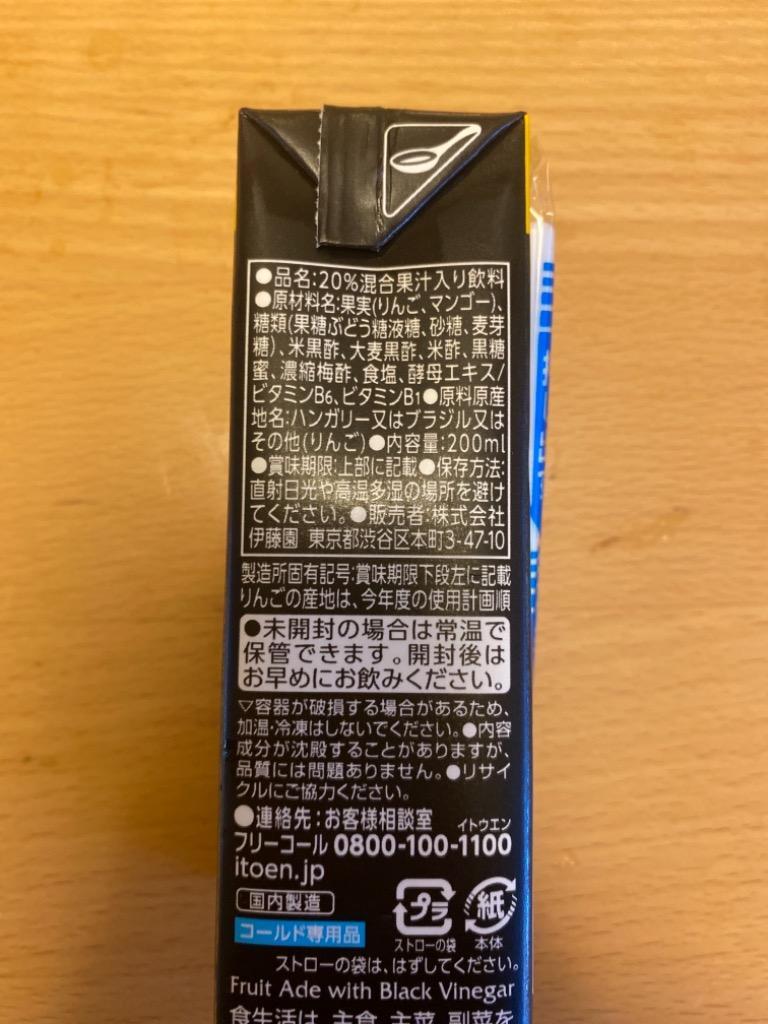 ●品名:20%混合果汁入り飲料
●原材料名:果実(りんご、マンゴー)、
糖類(果糖ぶどう糖液糖、砂糖、麦芽
糖)、米黒酢、大麦黒酢、米酢、黒糖
蜜、濃縮梅酢、食塩、酵母エキス/
ビタミンB6、ビタミンB1●原料原産
地名:ハンガリー又はブラジル又は
その他(りんご)●内容量:200ml
●賞味期限:上部に記載●保存方法:
直射日光や高温多湿の場所を避け
てください。●販売者:株式会社
伊藤園 東京都渋谷区本町3-47-10
製造所固有記号:賞味期限下段左に記載
りんごの産地は、今年度の使用計画順
●未開封の場合は常温で
保管できます。開封後は
お早めにお飲みください。
▽容器が破損する場合があるため、
加温・冷凍はしないでください。●内容
成分が沈殿することがありますが、
品質には問題ありません。●リサイ
クルにご協力ください。
●連絡先:お客様相談室 イトウエン
フリーコール 0800-100-1100
itoen.jp
国内製造
プラ 紙
コールド専用品
ストローの袋 本体
ストローの袋は、はずしてください。
Fruit Ade with Black Vinegar
食生活は、主食、主菜、副菜を